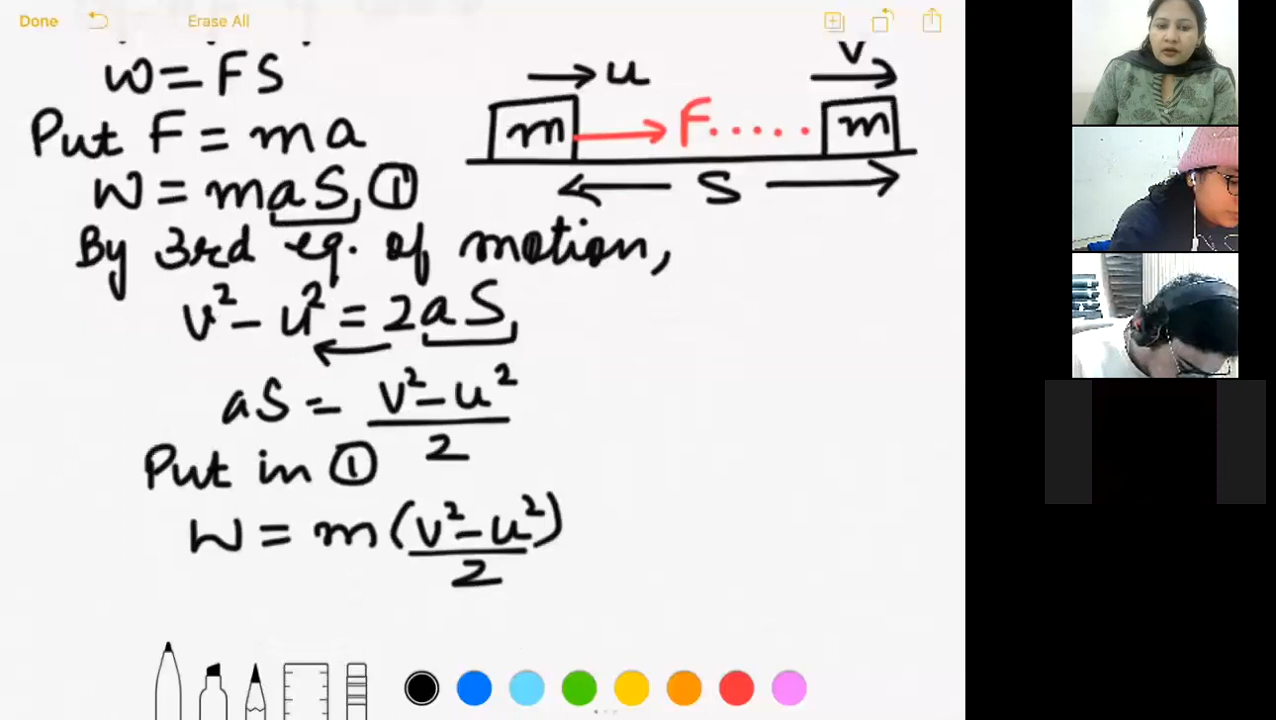 Done Erase All
W = FS
Put F = ma
W = maS, ①
By 3rd eq. of motion,
v² - u² = 2aS,
aS = v² - u² / 2
Put in ①
W = m (v² - u² / 2)
u
v
m F..... m
S